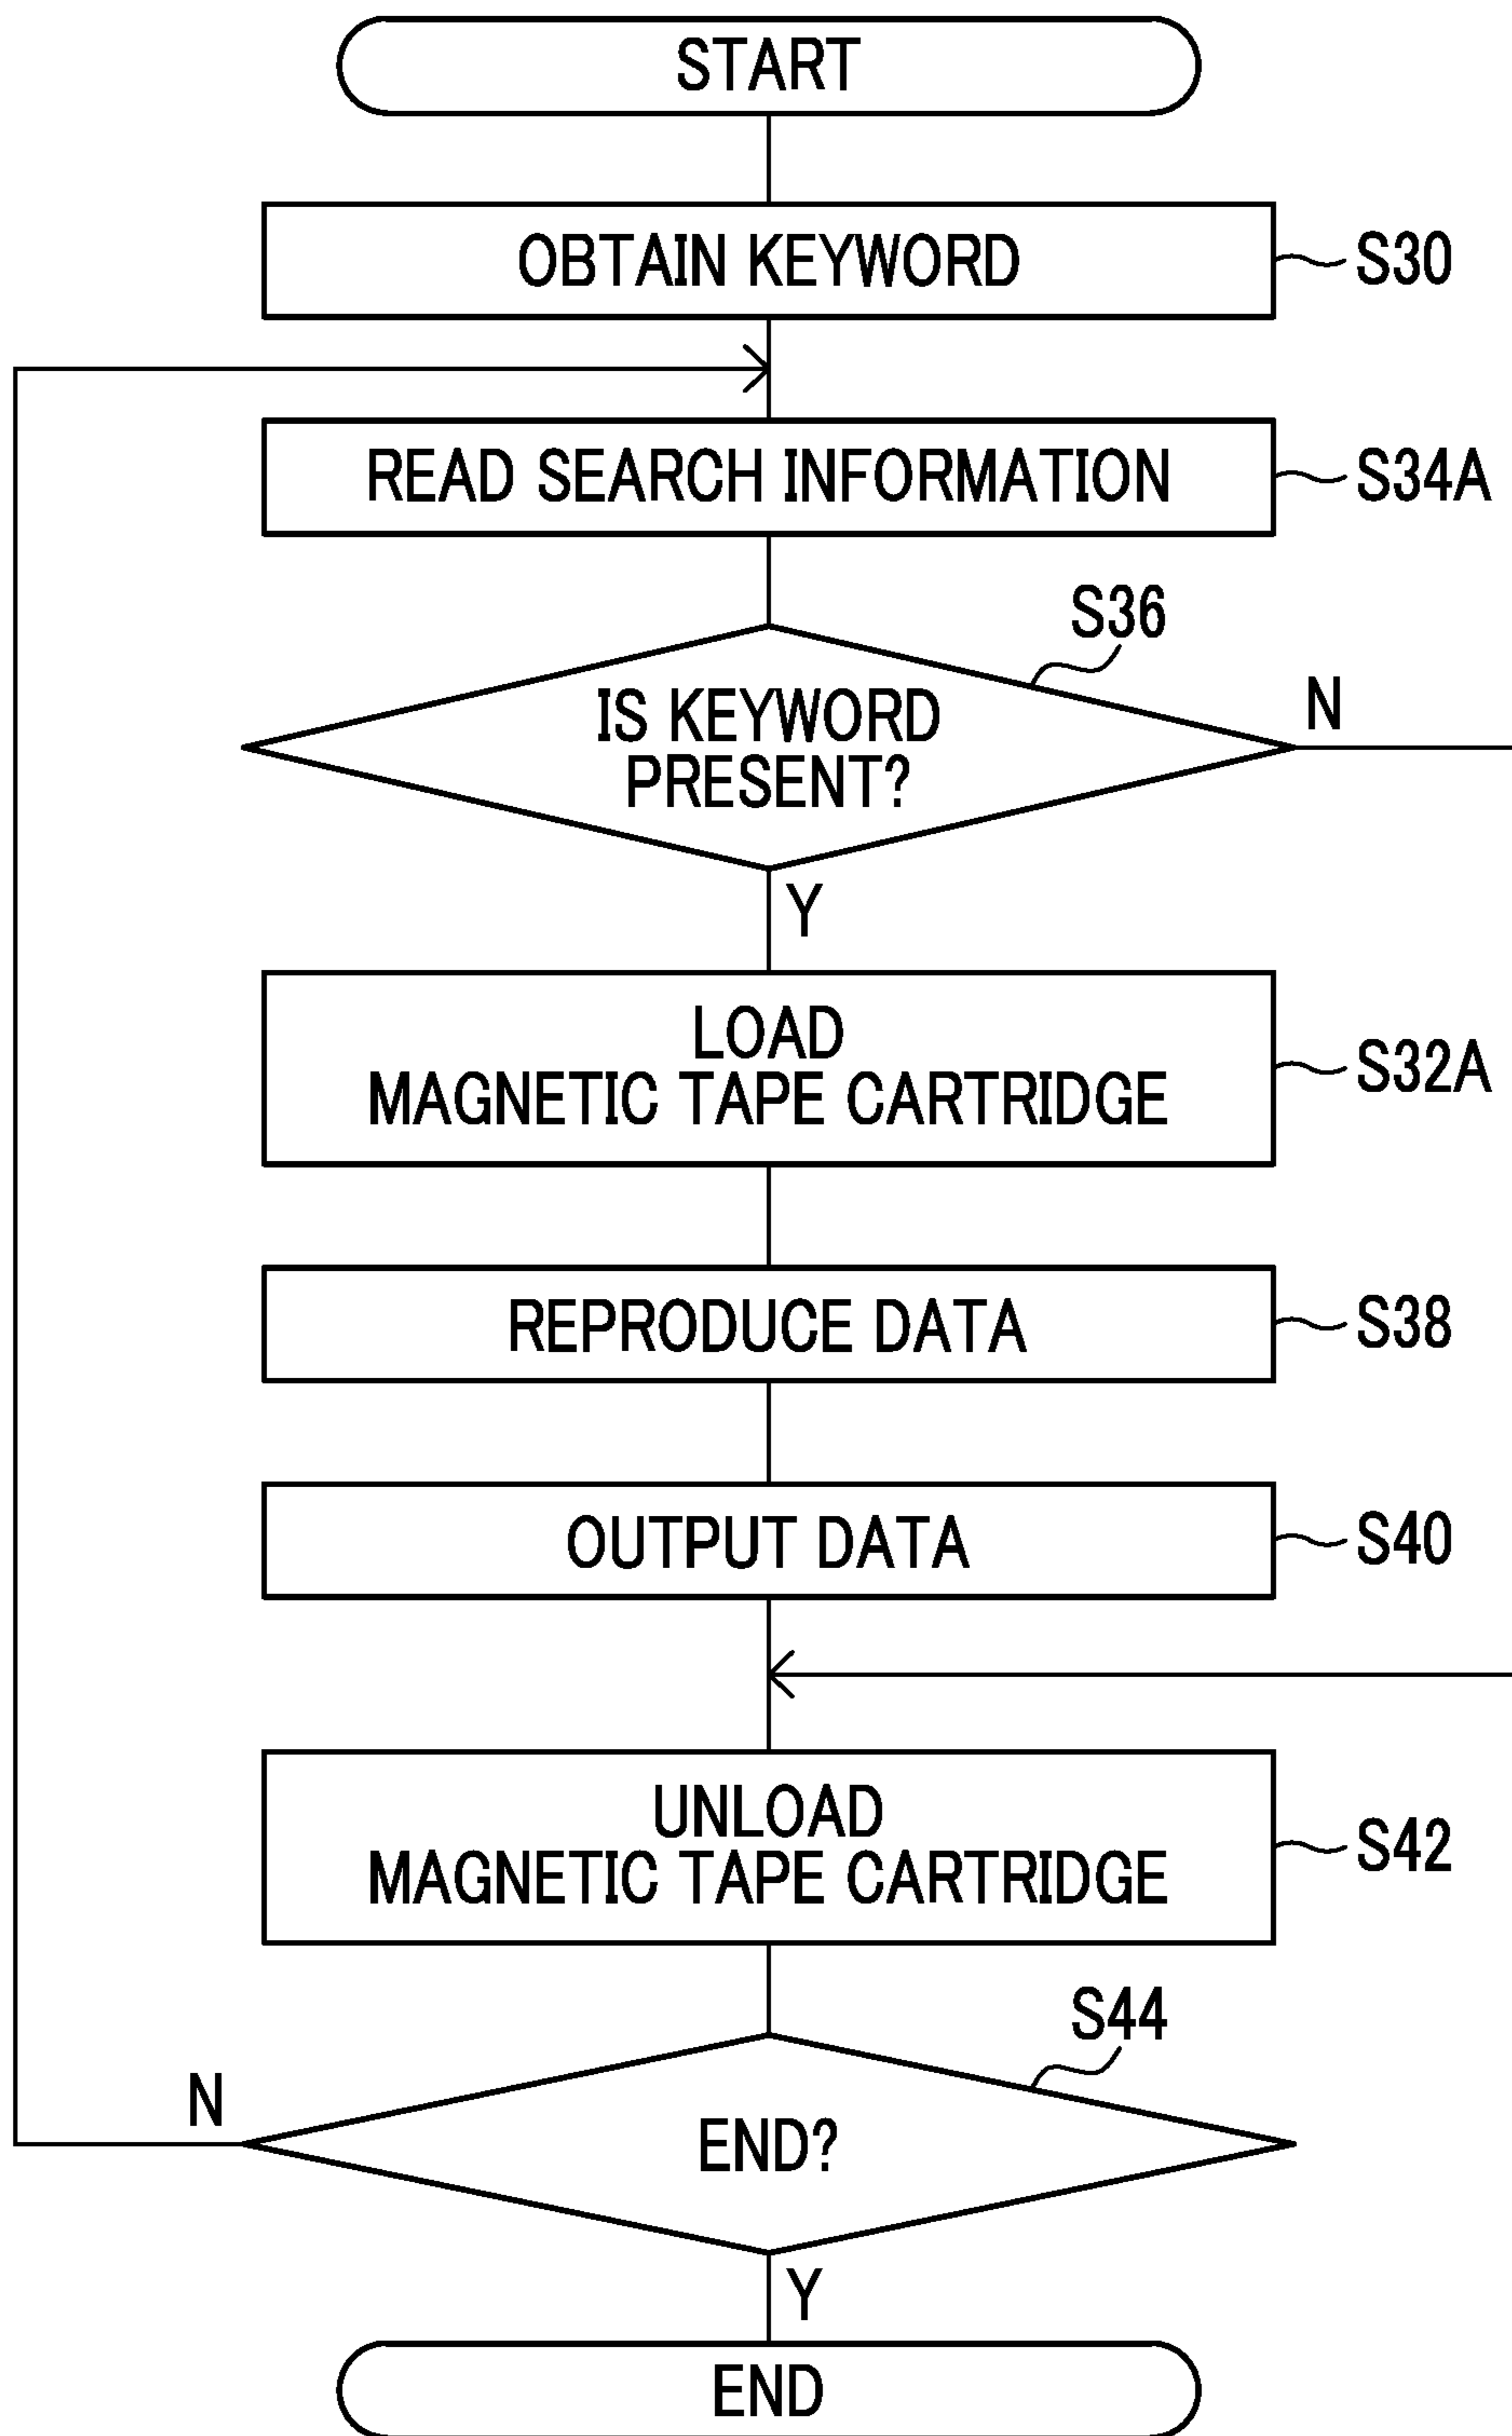 START
OBTAIN KEYWORD
S30
READ SEARCH INFORMATION
S34A
S36
IS KEYWORD
PRESENT?
N
Y
LOAD
MAGNETIC TAPE CARTRIDGE
S32A
REPRODUCE DATA
S38
OUTPUT DATA
S40
UNLOAD
MAGNETIC TAPE CARTRIDGE
S42
S44
END?
N
Y
END